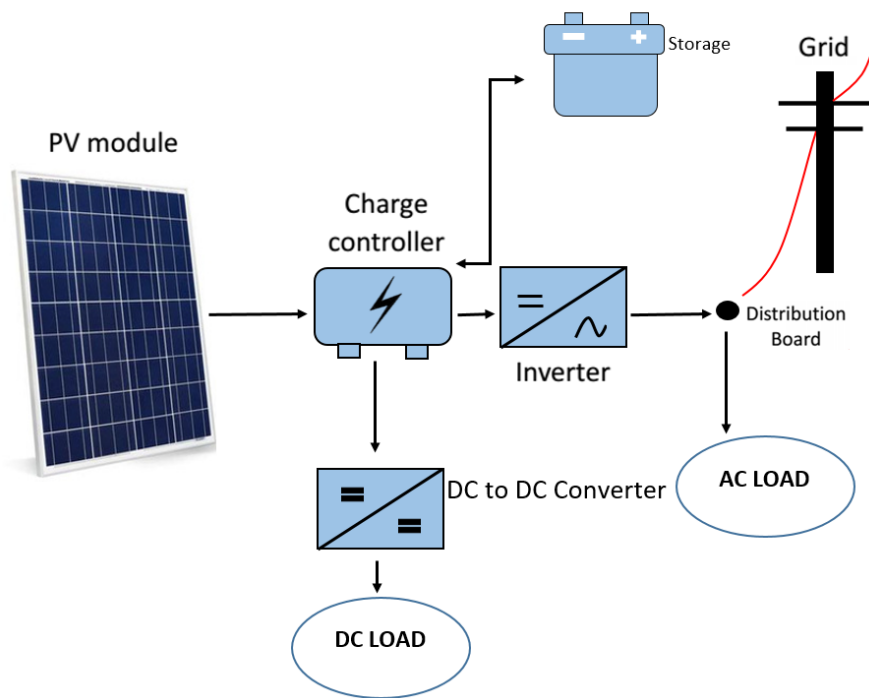 Storage
Grid
PV module
Charge
controller
Distribution
Board
Inverter
DC to DC Converter
AC LOAD
DC LOAD